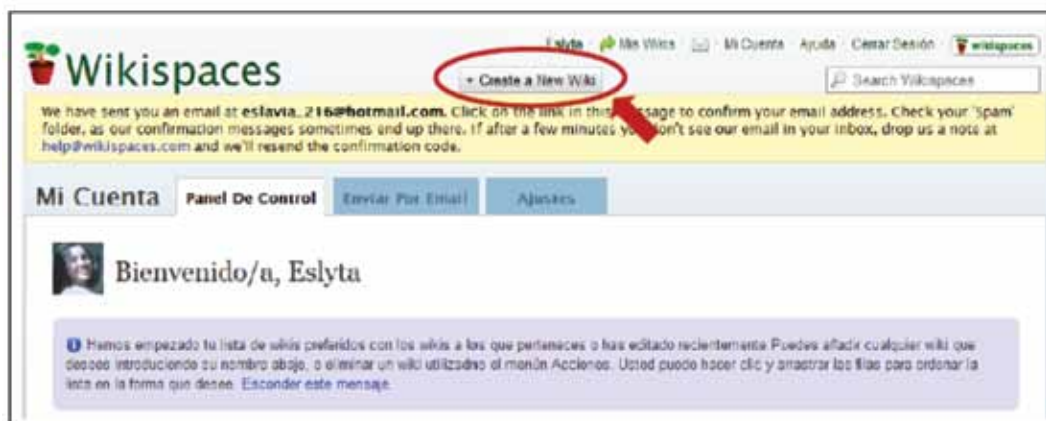 Eslyta Mis Wikis Mi Cuenta Ayuda Cerrar Sesión wikispaces
Wikispaces
+ Create a New Wiki Search Wikispaces
We have sent you an email at eslavia_216@hotmail.com. Click on the link in this message to confirm your email address. Check your 'Spam'
folder, as our confirmation messages sometimes end up there. If after a few minutes you don't see our email in your inbox, drop us a note at
help@wikispaces.com and we'll resend the confirmation code.
Mi Cuenta Panel De Control Enviar Por Email Ajustes
Bienvenido/a, Eslyta
Hemos empezado tu lista de wikis preferidos con los wikis a los que perteneces o has editado recientemente. Puedes añadir cualquier wiki que
desees introduciendo su nombre abajo, o eliminar un wiki utilizadno el menún Acciones. Usted puede hacer clic y arrastrar las filas para ordenar la
lista en la forma que desee. Esconder este mensaje.